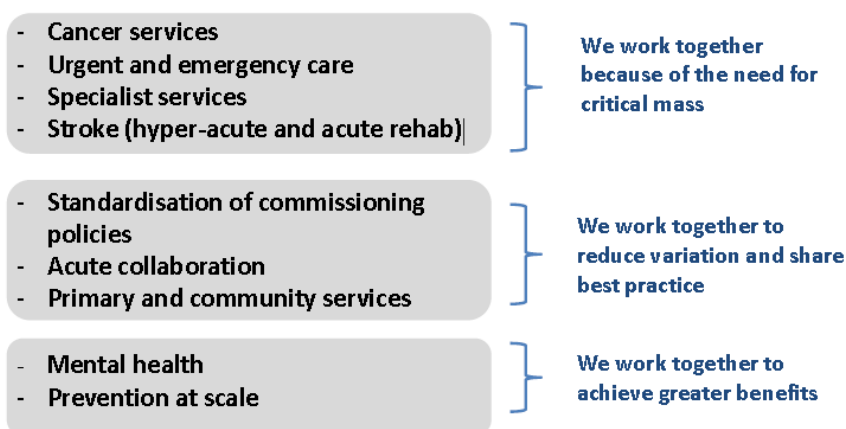 - Cancer services
- Urgent and emergency care
- Specialist services
- Stroke (hyper-acute and acute rehab)
We work together
because of the need for
critical mass
- Standardisation of commissioning
policies
- Acute collaboration
- Primary and community services
We work together to
reduce variation and share
best practice
- Mental health
- Prevention at scale
We work together to
achieve greater benefits